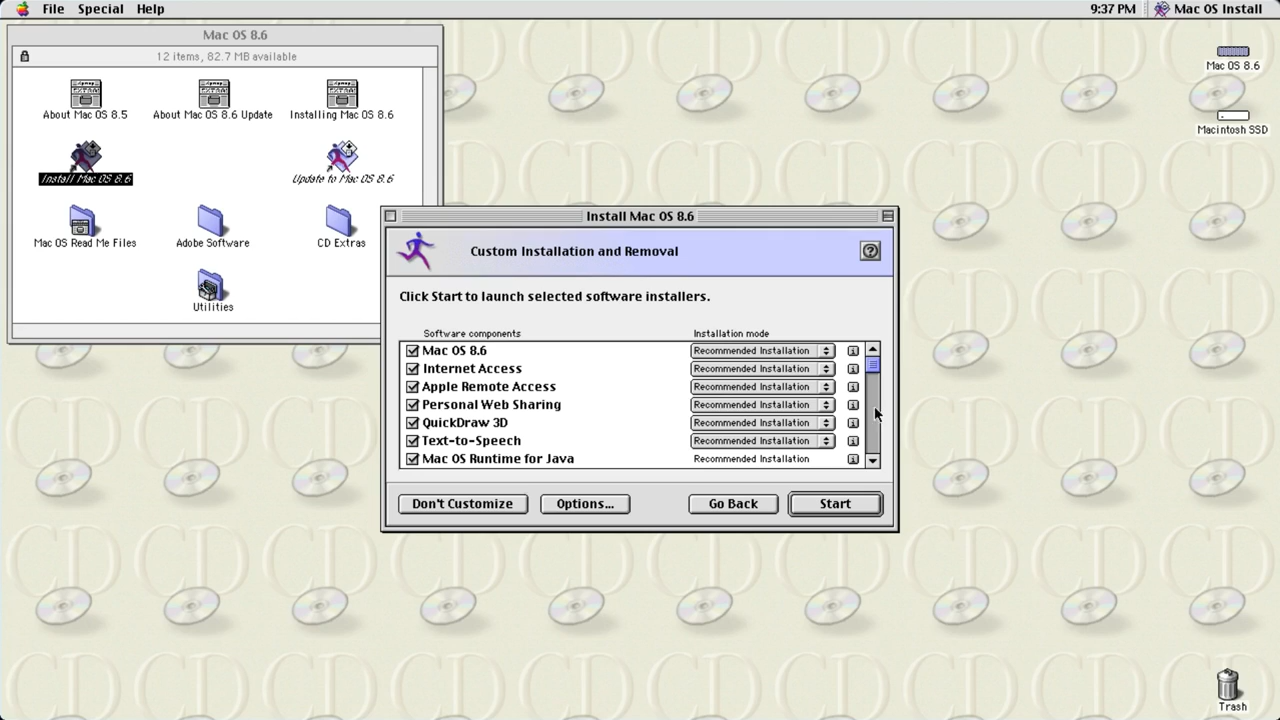 File Special Help 9:37 PM Mac OS Install
Mac OS 8.6
12 items, 82.7 MB available
About Mac OS 8.5 About Mac OS 8.6 Update Installing Mac OS 8.6
Install Mac OS 8.6 Update to Mac OS 8.6
Mac OS Read Me Files Adobe Software CD Extras
Utilities
Mac OS 8.6
Macintosh SSD
Install Mac OS 8.6
Custom Installation and Removal
Click Start to launch selected software installers.
Software components Installation mode
Mac OS 8.6 Recommended Installation
Internet Access Recommended Installation
Apple Remote Access Recommended Installation
Personal Web Sharing Recommended Installation
QuickDraw 3D Recommended Installation
Text-to-Speech Recommended Installation
Mac OS Runtime for Java Recommended Installation
Don't Customize Options... Go Back Start
Trash